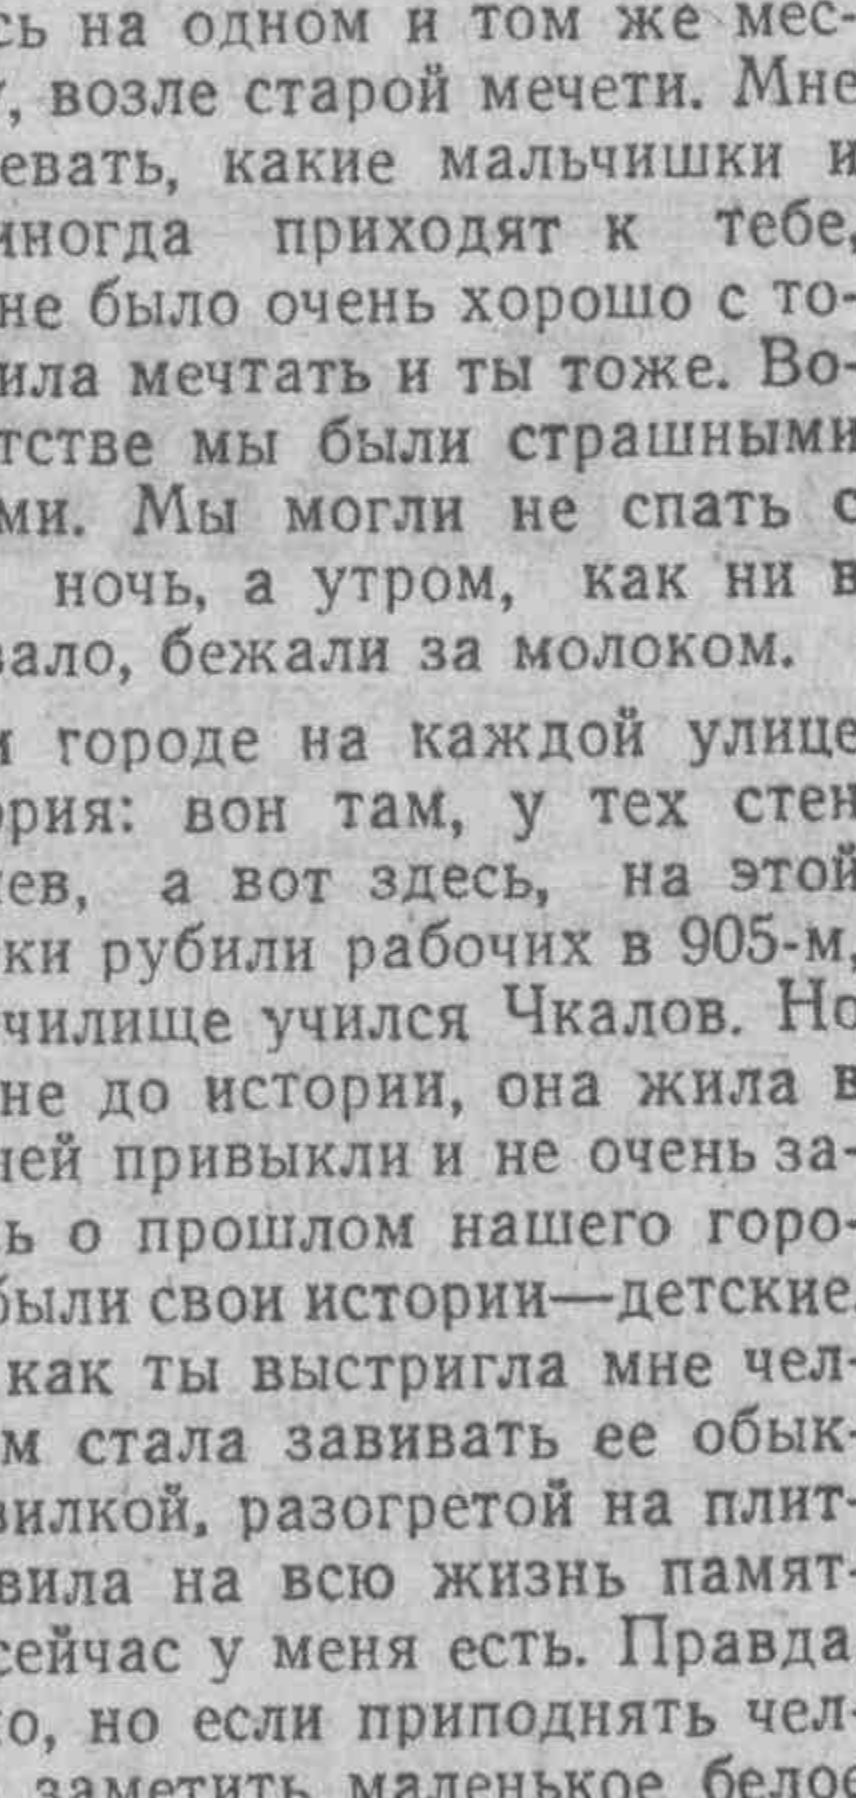 сь на одном и том же мес-
у, возле старой мечети. Мне
евать, какие мальчишки и
иногда приходят к тебе,
не было очень хорошо с то-
ила мечтать и ты тоже. Во-
тстве мы были страшными
ми. Мы могли не спать с
ночь, а утром, как ни в
вало, бежали за молоком.
и городе на каждой улице
ория: вон там, у тех стен
ев, а вот здесь, на этой
ки рубили рабочих в 905-м,
чилище учился Чкалов. Но
не до истории, она жила в
ней привыкли и не очень за-
ь о прошлом нашего горо-
были свои истории—детские.
как ты выстригла мне чел-
м стала завивать ее обык-
вилкой, разогретой на плит-
вила на всю жизнь памят-
сейчас у меня есть. Правда
но, но если приподнять чел-
заметить маленькое белое